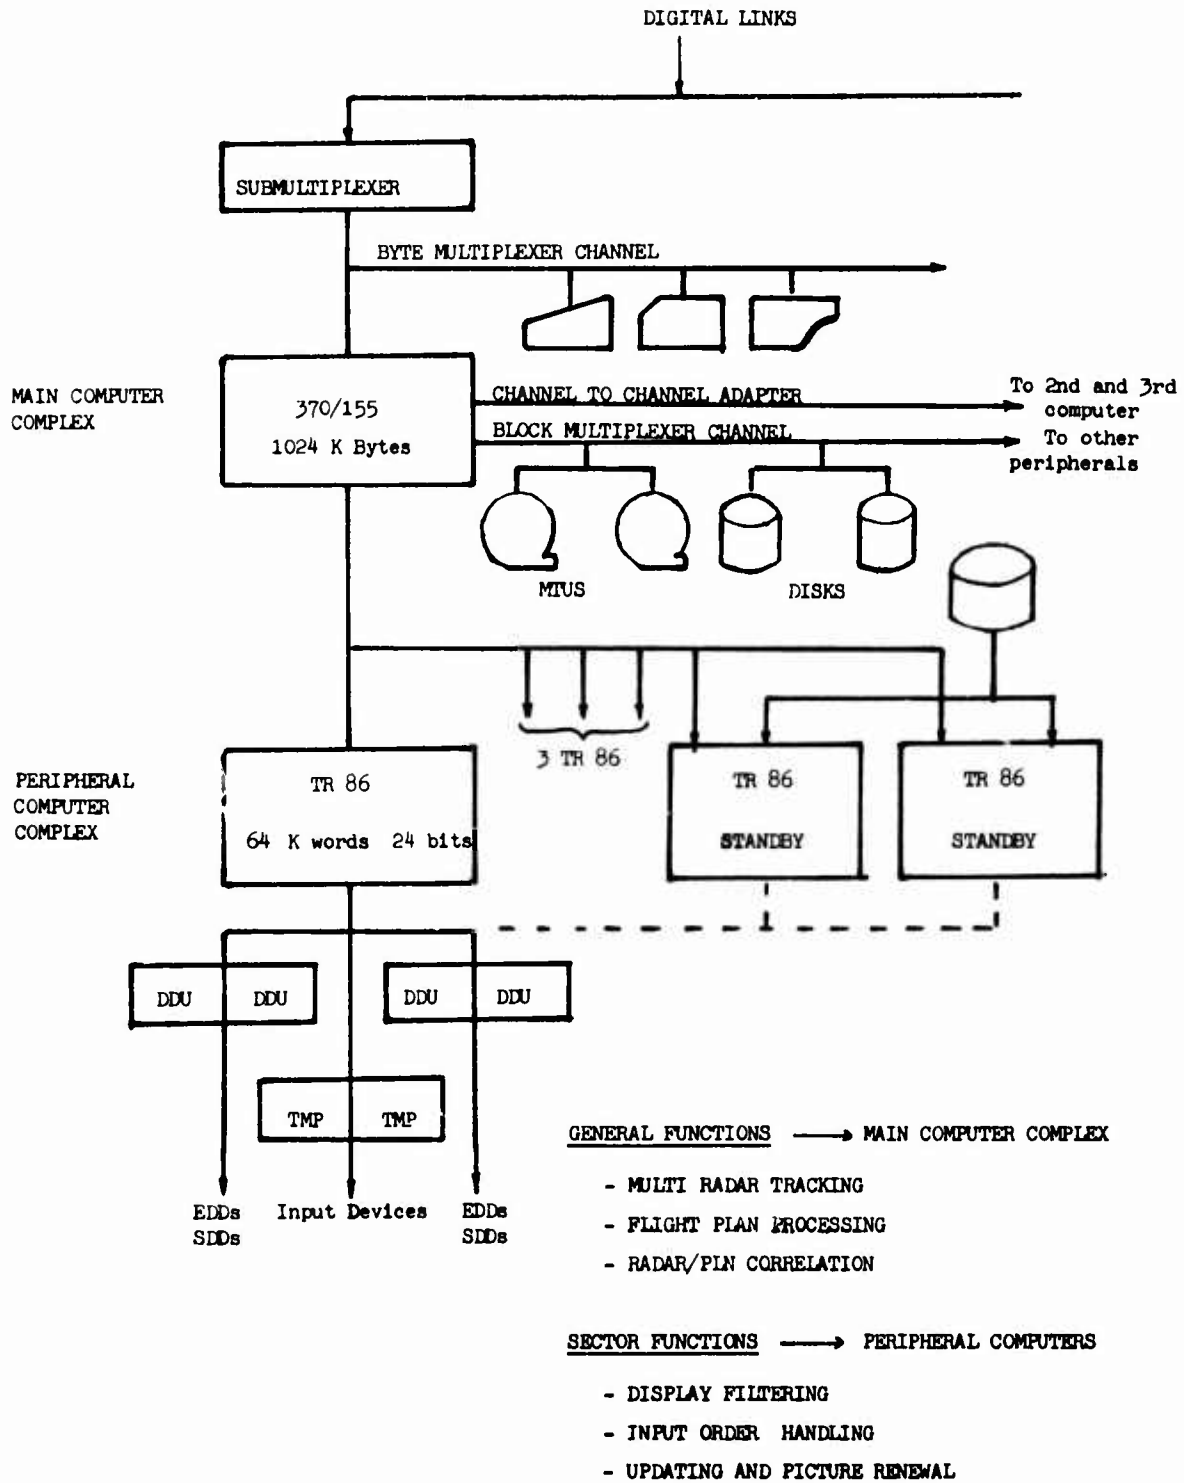 DIGITAL LINKS
SUBMULTIPLEXER
BYTE MULTIPLEXER CHANNEL
MAIN COMPUTER
COMPLEX
370/155
1024 K Bytes
CHANNEL TO CHANNEL ADAPTER
To 2nd and 3rd
computer
BLOCK MULTIPLEXER CHANNEL
To other
peripherals
MTUS
DISKS
3 TR 86
PERIPHERAL
COMPUTER
COMPLEX
TR 86
64 K words 24 bits
TR 86
STANDBY
TR 86
STANDBY
DDU DDU
DDU DDU
TMP TMP
EDDs
SDDs
Input Devices
EDDs
SDDs
GENERAL FUNCTIONS MAIN COMPUTER COMPLEX
- MULTI RADAR TRACKING
- FLIGHT PLAN PROCESSING
- RADAR/PLN CORRELATION
SECTOR FUNCTIONS PERIPHERAL COMPUTERS
- DISPLAY FILTERING
- INPUT ORDER HANDLING
- UPDATING AND PICTURE RENEWAL